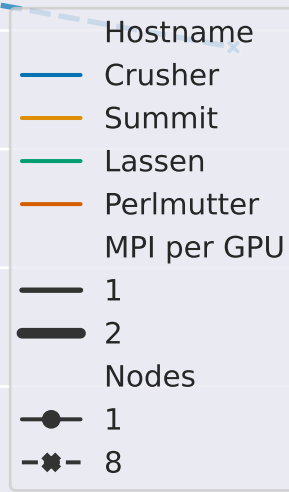 Hostname
Crusher
Summit
Lassen
Perlmutter
MPI per GPU
1
2
Nodes
1
8